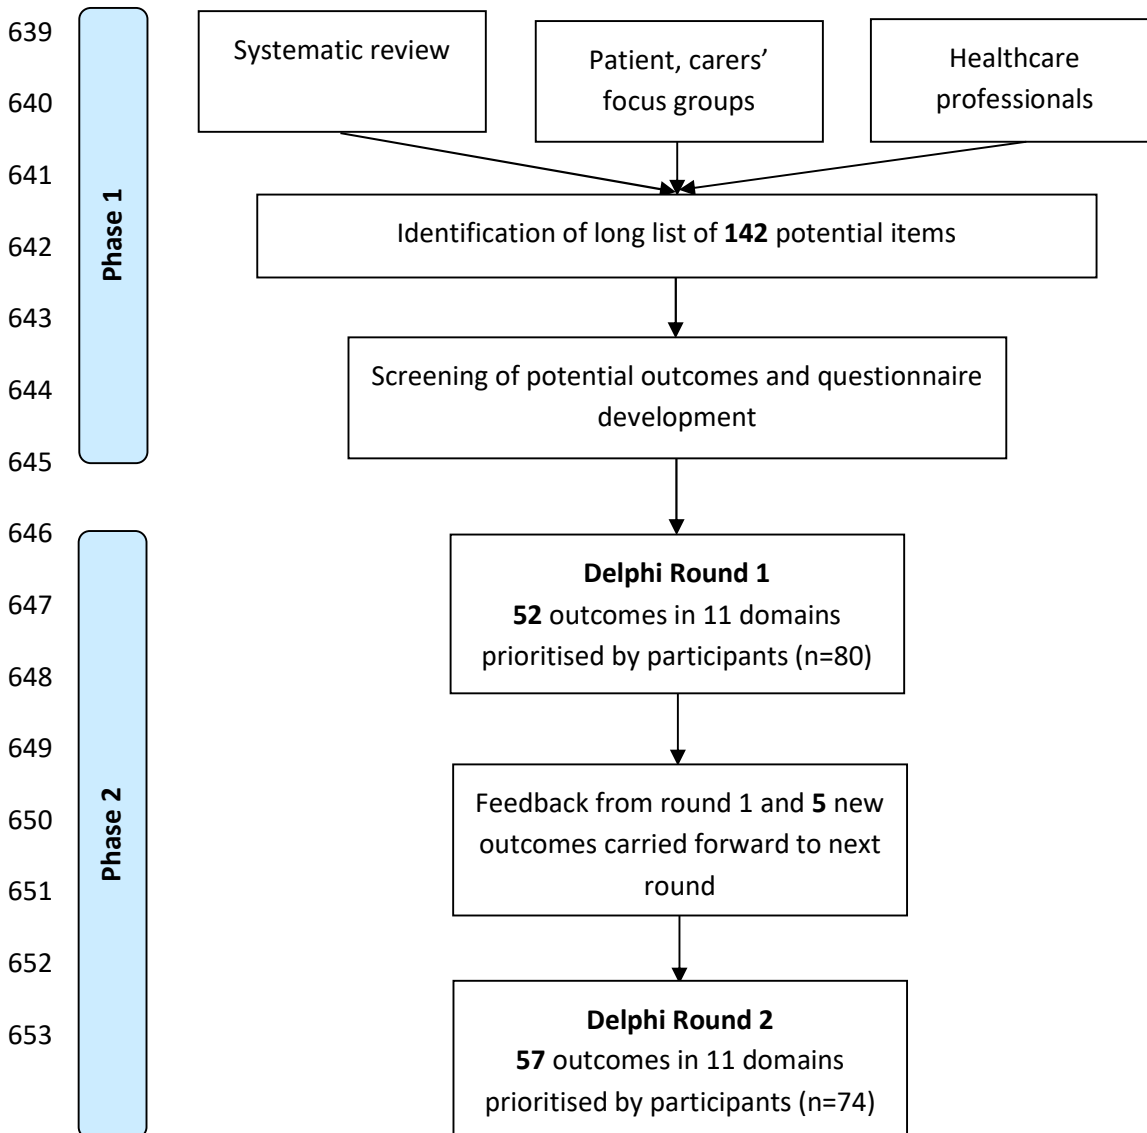 639
Systematic review
Patient, carers’
focus groups
Healthcare
professionals
640
641
Phase 1
642
Identification of long list of 142 potential items
643
644
Screening of potential outcomes and questionnaire
development
645
646
Delphi Round 1
647
52 outcomes in 11 domains
prioritised by participants (n=80)
648
649
Phase 2
650
Feedback from round 1 and 5 new
outcomes carried forward to next
round
651
652
653
Delphi Round 2
57 outcomes in 11 domains
prioritised by participants (n=74)